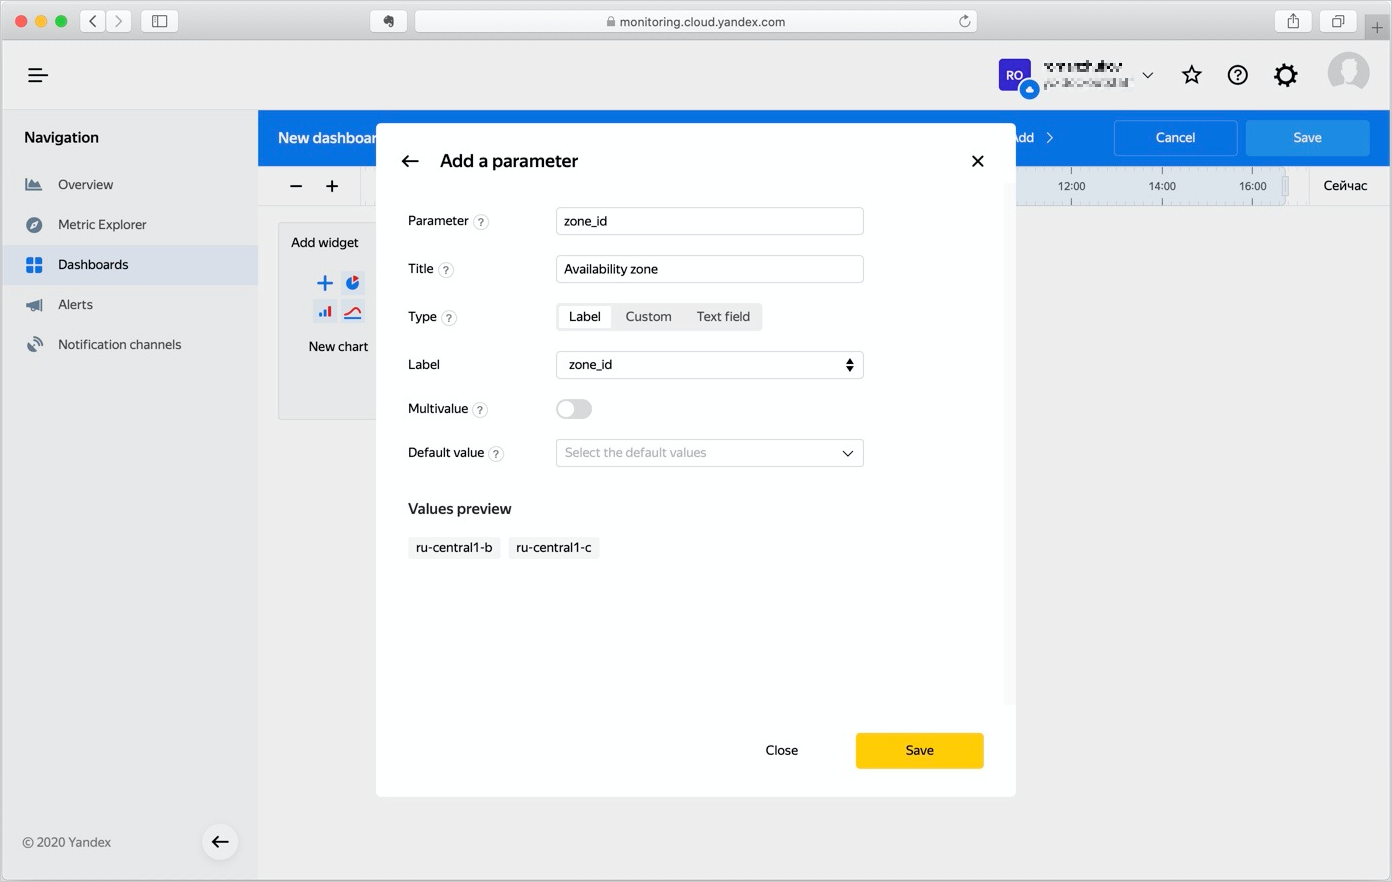 monitoring.cloud.yandex.com
RO
Navigation
Overview
Metric Explorer
Dashboards
Alerts
Notification channels
© 2020 Yandex
New dashboar
Add widget
New chart
Add a parameter
Parameter ?
zone_id
Title ?
Availability zone
Type ?
Label Custom Text field
Label
zone_id
Multivalue ?
Default value ?
Select the default values
Values preview
ru-central1-b ru-central1-c
Close
Save
Cancel
Save
12:00 14:00 16:00
Сейчас